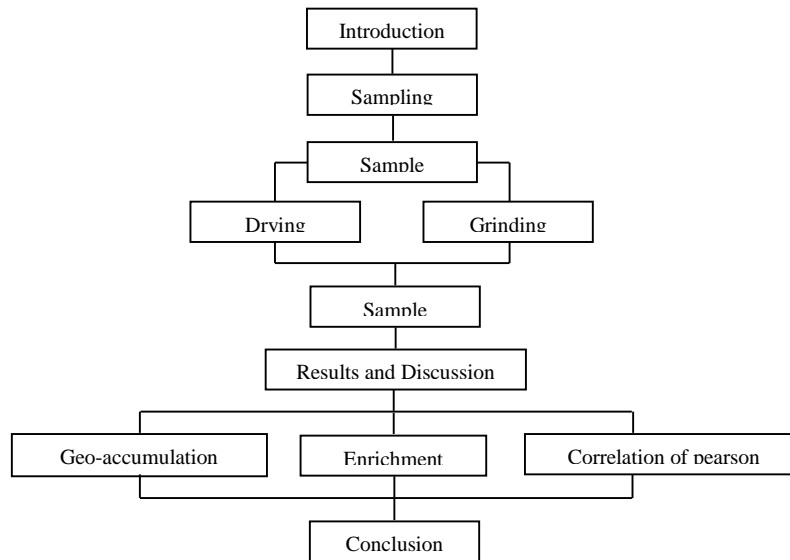 Introduction
Sampling
Sample
Drying
Grinding
Sample
Results and Discussion
Geo-accumulation
Enrichment
Correlation of pearson
Conclusion